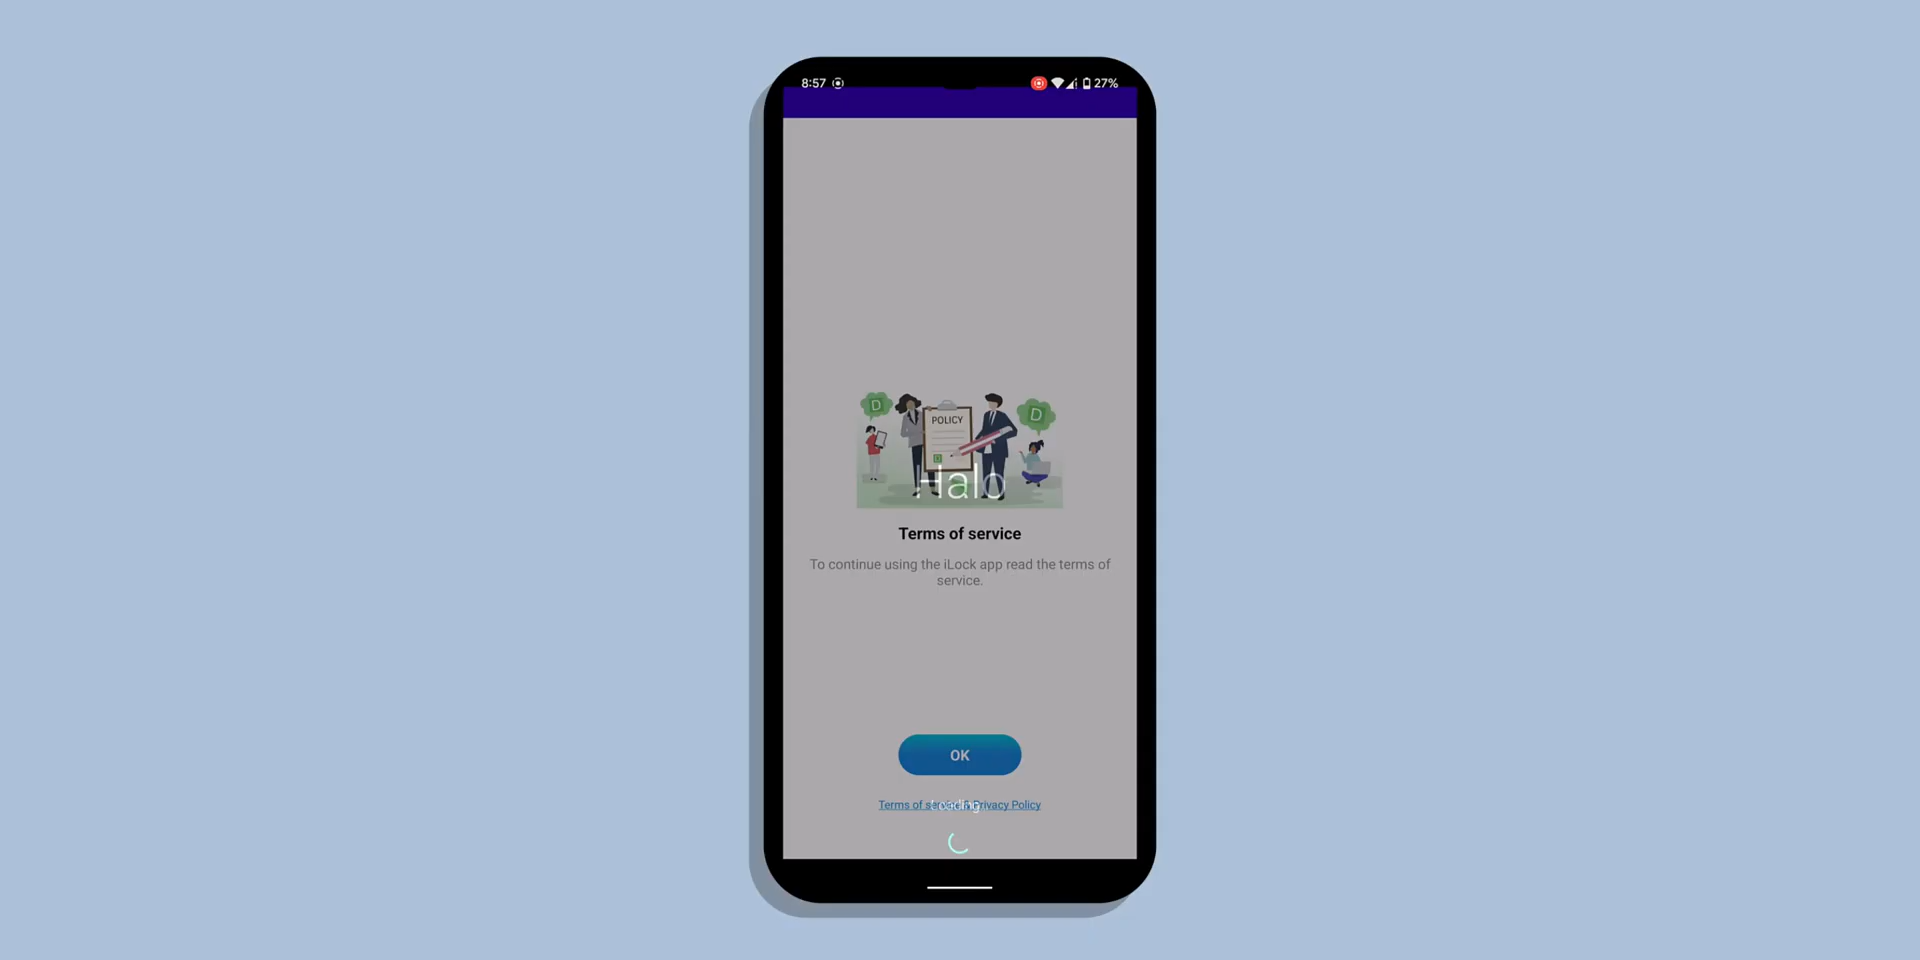 8:57
27%
D
POLICY
D
Halo
Terms of service
To continue using the iLock app read the terms of
service.
OK
Terms of service & Privacy Policy
Loading